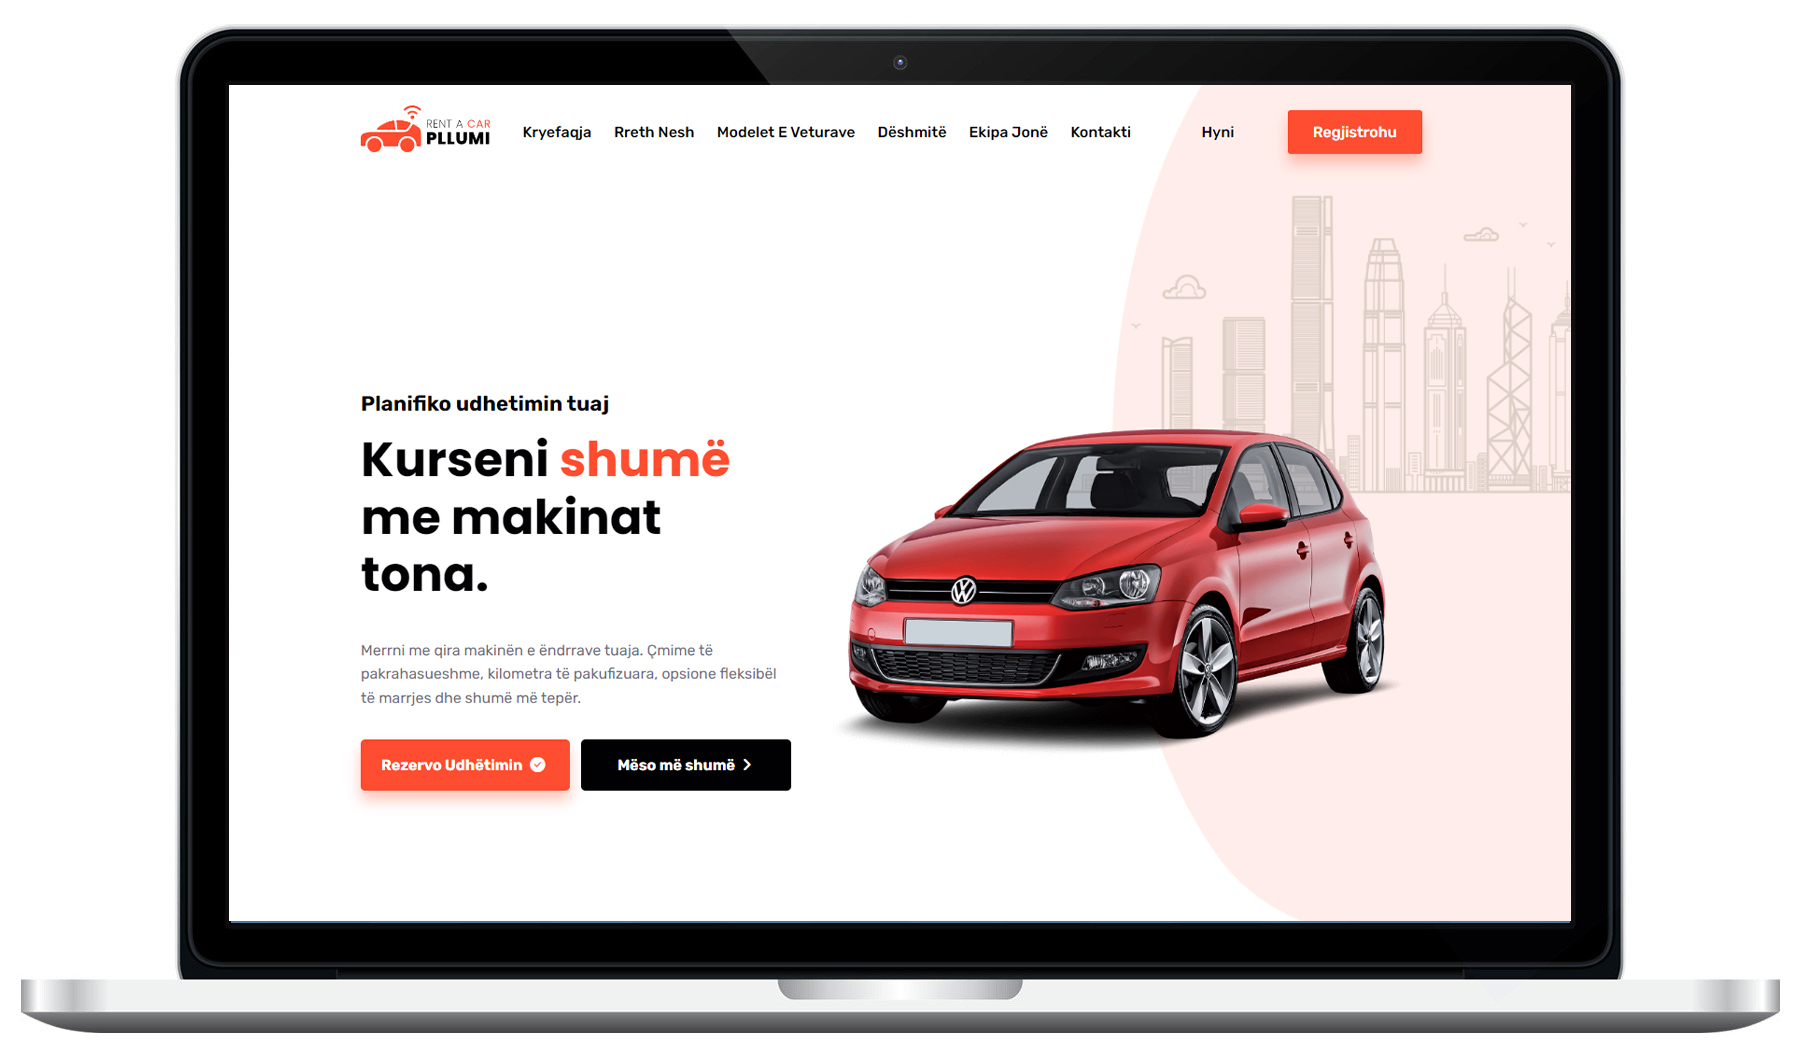 RENT A CAR
PLLUMI
Kryefaqja
Rreth Nesh
Modelet E Veturave
Dëshmitë
Ekipa Jonë
Kontakti
Hyni
Regjistrohu
Planifiko udhetimin tuaj
Kurseni shumë
me makinat
tona.
Merrni me qira makinën e ëndrrave tuaja. Çmime të
pakrahasueshme, kilometra të pakufizuara, opsione fleksibël
të marrjes dhe shumë më tepër.
Rezervo Udhëtimin
Mëso më shumë